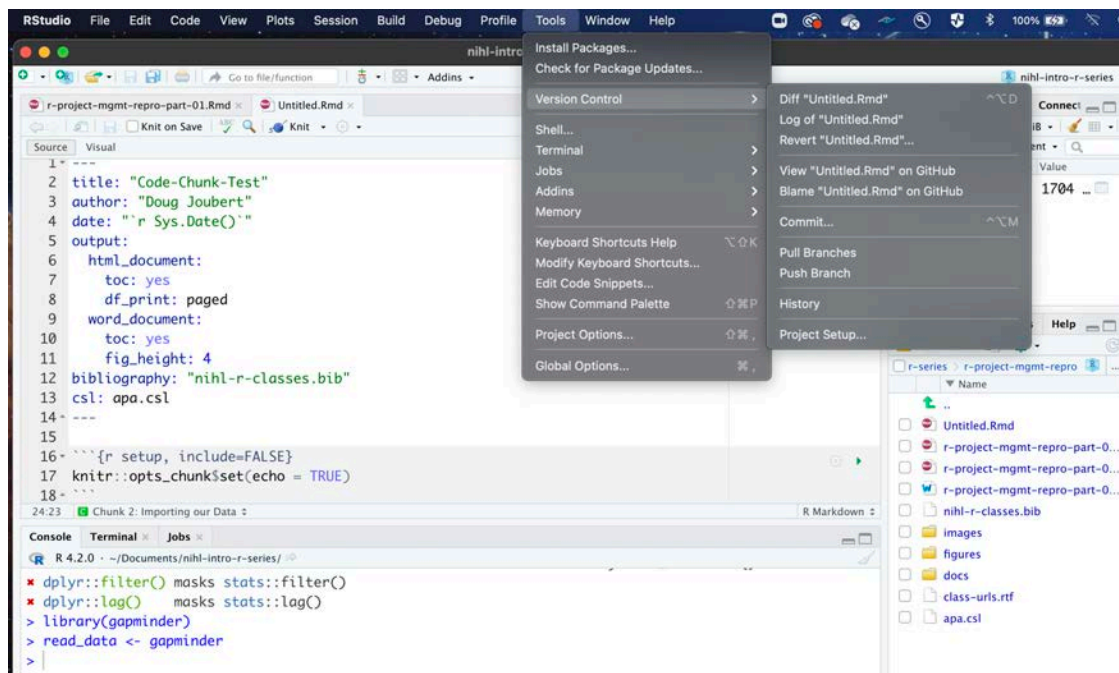 RStudio File Edit Code View Plots Session Build Debug Profile Tools Window Help 100%
nihl-intro
Go to file/function Addins nihl-intro-r-series
r-project-mgmt-repro-part-01.Rmd Untitled.Rmd
Knit on Save Knit
Source Visual
1 ---
2 title: "Code-Chunk-Test"
3 author: "Doug Joubert"
4 date: "`r Sys.Date()`"
5 output:
6 html_document:
7 toc: yes
8 df_print: paged
9 word_document:
10 toc: yes
11 fig_height: 4
12 bibliography: "nihl-r-classes.bib"
13 csl: apa.csl
14 ---
15
16 ```{r setup, include=FALSE}
17 knitr::opts_chunk$set(echo = TRUE)
18 ```
24:23 Chunk 2: Importing our Data R Markdown
Console Terminal Jobs
R 4.2.0 · ~/Documents/nihl-intro-r-series/
✖ dplyr::filter() masks stats::filter()
✖ dplyr::lag() masks stats::lag()
> library(gapminder)
> read_data <- gapminder
>
Install Packages...
Check for Package Updates...
Version Control >
Shell...
Terminal >
Jobs >
Addins >
Memory >
Keyboard Shortcuts Help ⌥⇧K
Modify Keyboard Shortcuts...
Edit Code Snippets...
Show Command Palette ⇧⌘P
Project Options... ⇧⌘,
Global Options... ⌘,
Diff "Untitled.Rmd" ^⌥D
Log of "Untitled.Rmd"
Revert "Untitled.Rmd"...
View "Untitled.Rmd" on GitHub
Blame "Untitled.Rmd" on GitHub
Commit... ^⌥M
Pull Branches
Push Branch
History
Project Setup...
Connect
iB
ent
Value
1704 ...
Help
r-series r-project-mgmt-repro ...
Name
..
Untitled.Rmd
r-project-mgmt-repro-part-0...
r-project-mgmt-repro-part-0...
r-project-mgmt-repro-part-0...
nihl-r-classes.bib
images
figures
docs
class-urls.rtf
apa.csl